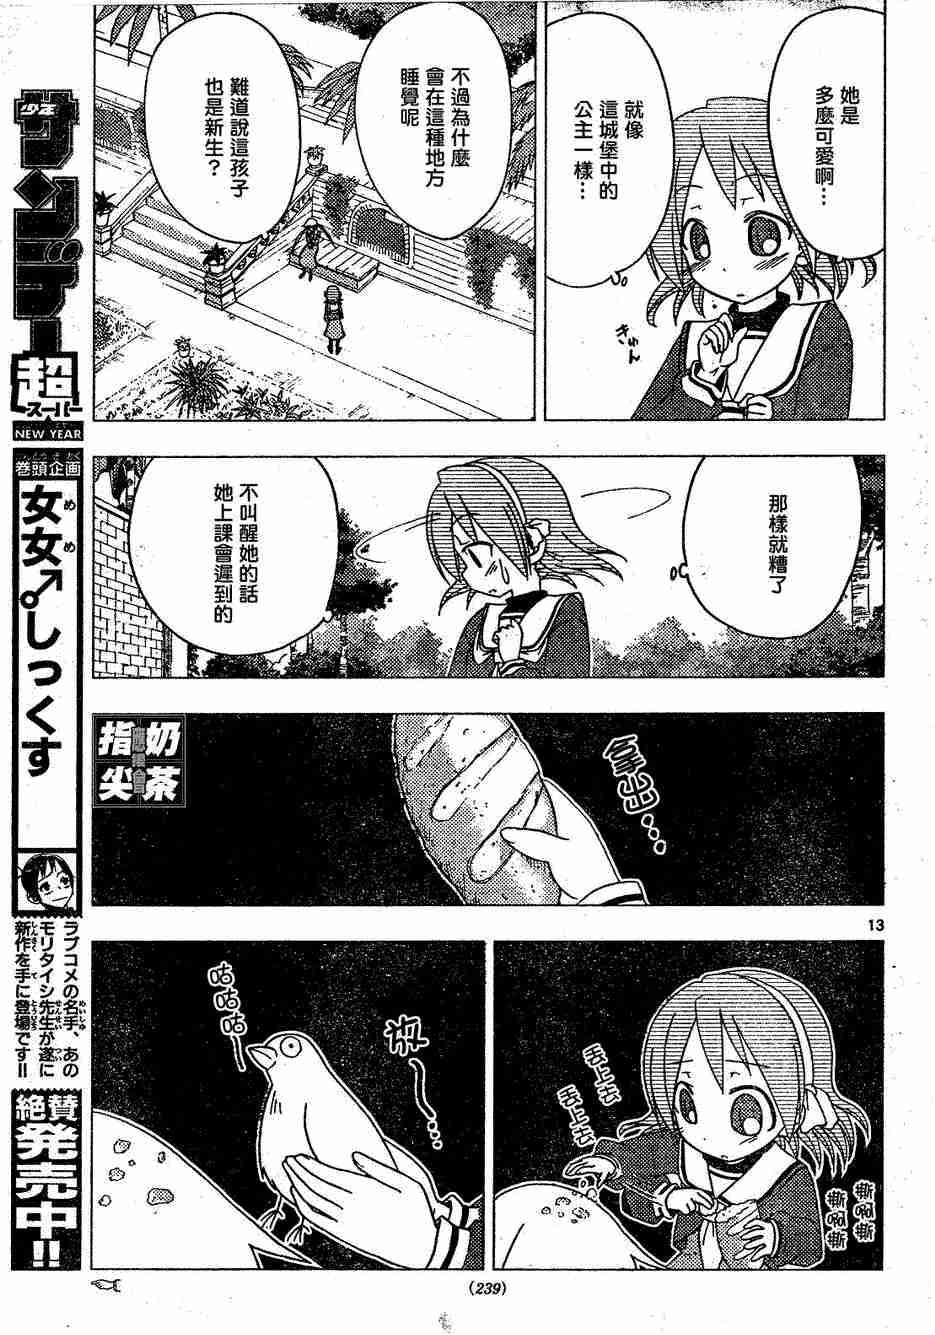 她是
多麼可愛啊…
就像
這城堡中的
公主一樣…
きゅん
不過為什麼
會在這種地方
睡覺呢
難道說這孩子
也是新生？
那樣就糟了
不叫醒她的話
她上課會遲到的
拿出…
指尖
奶茶
13
丟上去
丟上去
撕
撕
咕咕咕—
少年
サンデー
超
スーパー
NEW YEAR
巻頭企画
女女♂しっくす
めめ
ラブコメの名手、あの
モリタイシ先生が遂に
新作を手に登場です!!
絶賛
発売中!!
(239)